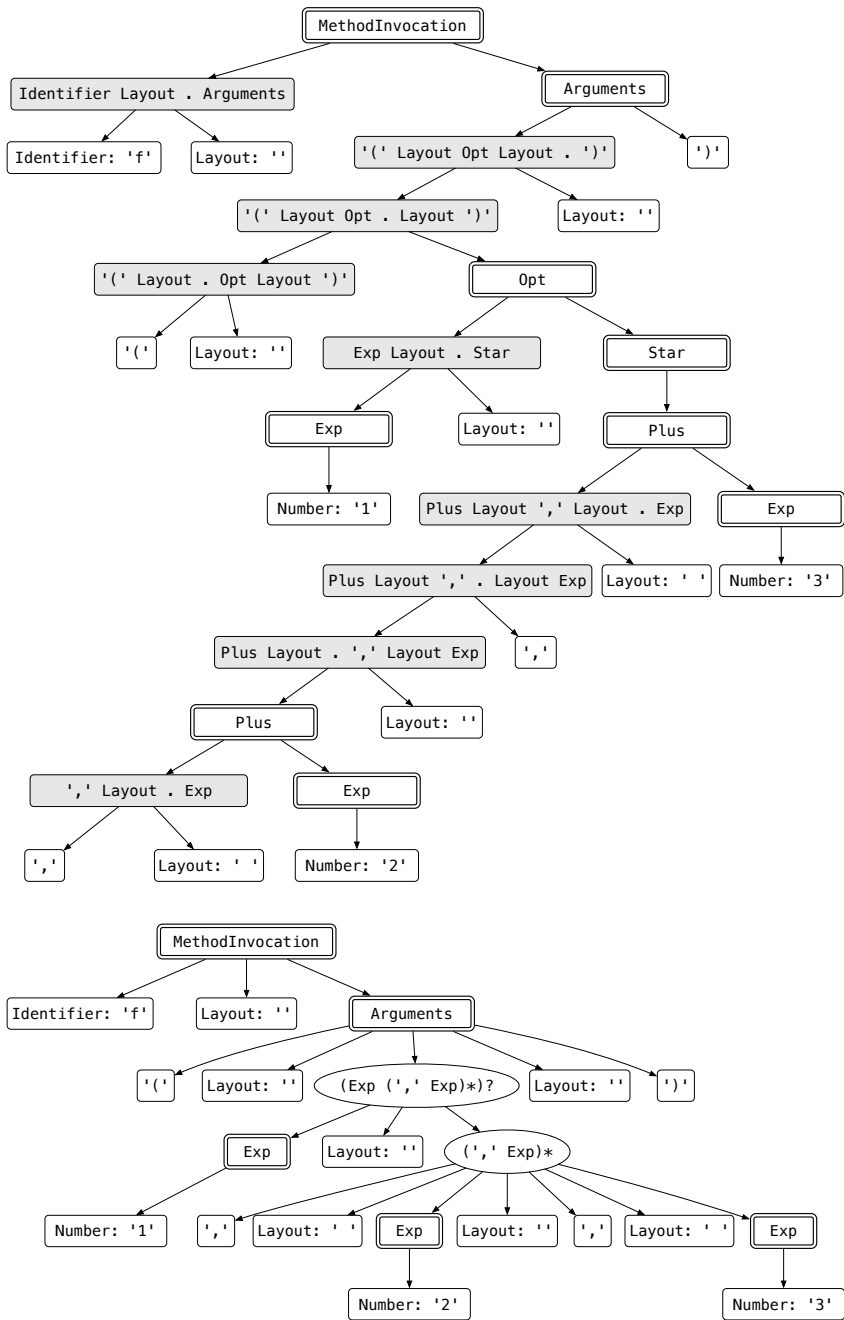 MethodInvocation
Identifier Layout . Arguments
Arguments
Identifier: 'f'
Layout: ''
'(' Layout Opt Layout . ')'
')'
'(' Layout Opt . Layout ')'
Layout: ''
'(' Layout . Opt Layout ')'
Opt
'('
Layout: ''
Exp Layout . Star
Star
Exp
Layout: ''
Plus
Number: '1'
Plus Layout ',' Layout . Exp
Exp
Plus Layout ',' . Layout Exp
Layout: ' '
Number: '3'
Plus Layout . ',' Layout Exp
','
Plus
Layout: ''
',' Layout . Exp
Exp
','
Layout: ' '
Number: '2'
MethodInvocation
Identifier: 'f'
Layout: ''
Arguments
'('
Layout: ''
(Exp (',' Exp)*)?
Layout: ''
')'
Exp
Layout: ''
(',' Exp)*
Number: '1'
','
Layout: ' '
Exp
Layout: ''
','
Layout: ' '
Exp
Number: '2'
Number: '3'